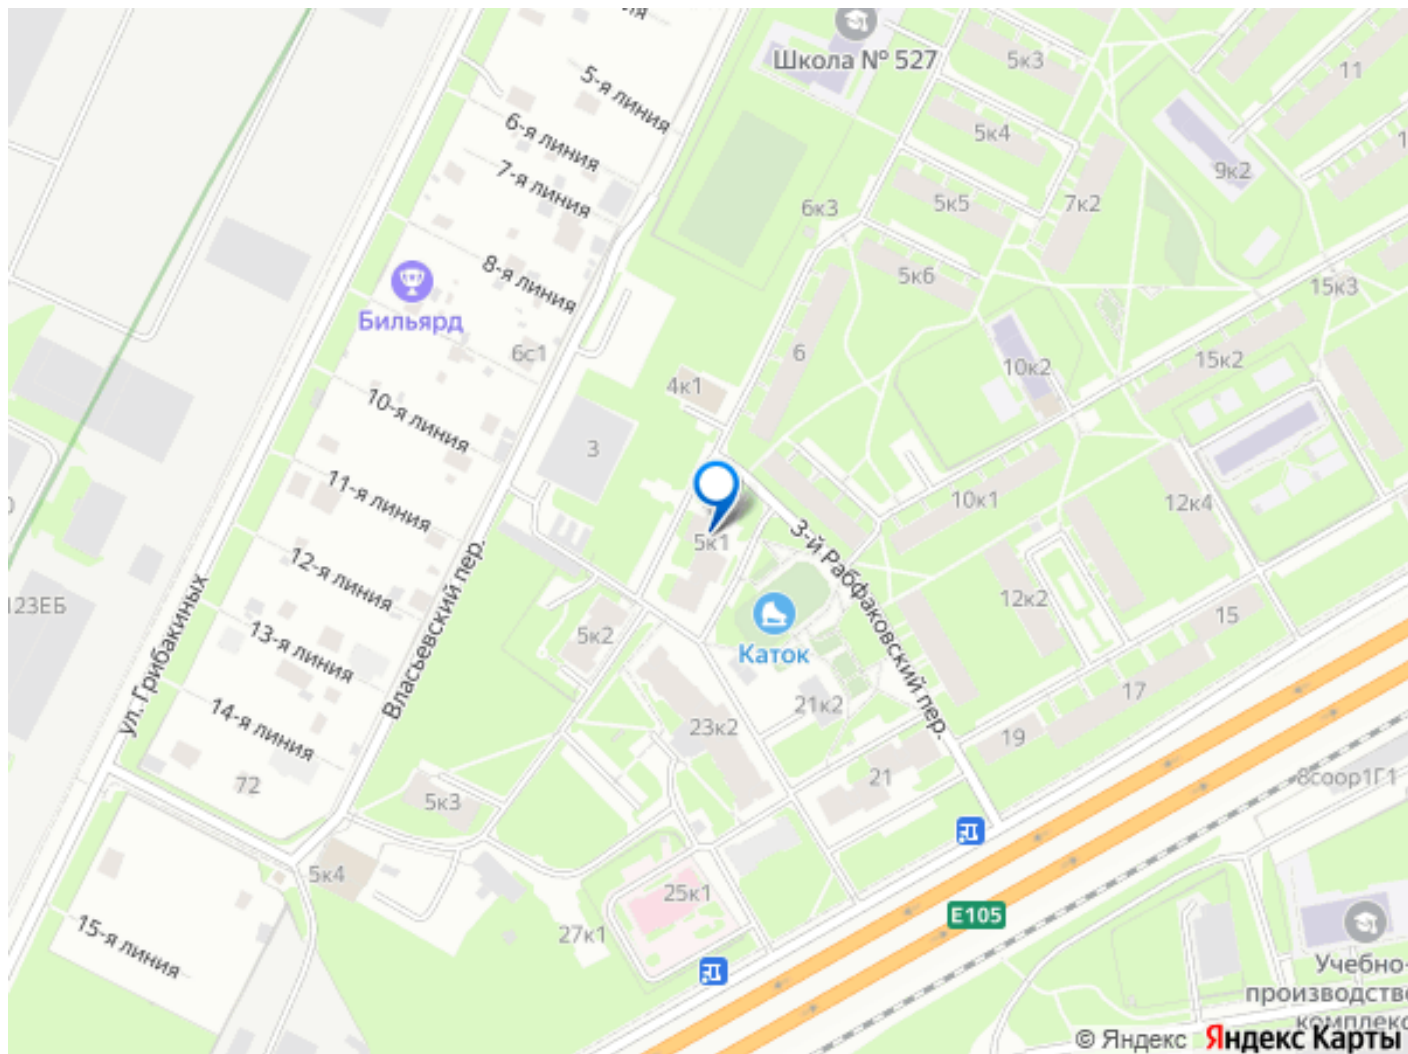 5-я линия
6-я линия
7-я линия
8-я линия
Школа № 527
5к3
11
5к4
9к2
5к5
7к2
6к3
5к6
15к3
Бильярд
6с1
6
10к2
15к2
4к1
10-я линия
3
11-я линия
10к1
12к4
5к1
3-й Рабфаковский пер.
12-я линия
Власьевский пер.
ул. Грибакиных
123ЕБ
12к2
15
13-я линия
5к2
Каток
14-я линия
21к2
17
23к2
19
72
5к3
21
8соор1Г1
5к4
25к1
E105
27к1
15-я линия
Учебно-
производстве
комплекс
© Яндекс Яндекс Карты